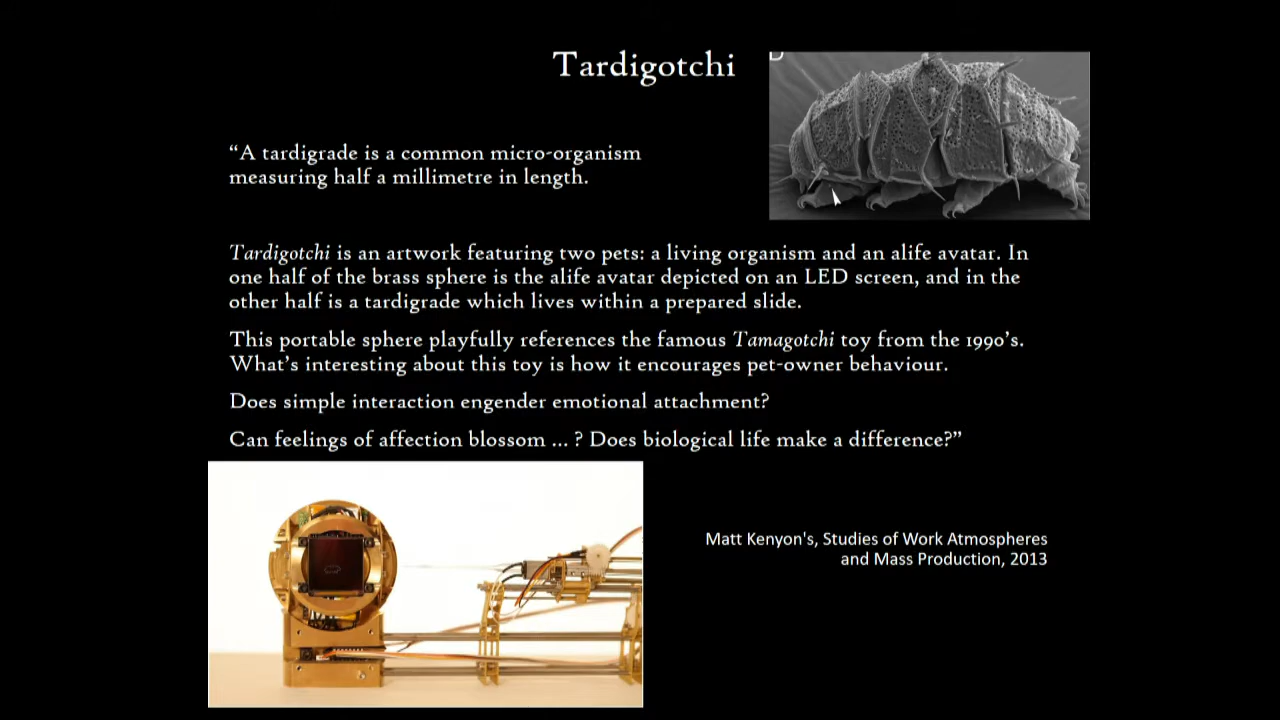 Tardigotchi
“A tardigrade is a common micro-organism
measuring half a millimetre in length.
Tardigotchi is an artwork featuring two pets: a living organism and an alife avatar. In
one half of the brass sphere is the alife avatar depicted on an LED screen, and in the
other half is a tardigrade which lives within a prepared slide.
This portable sphere playfully references the famous Tamagotchi toy from the 1990’s.
What’s interesting about this toy is how it encourages pet-owner behaviour.
Does simple interaction engender emotional attachment?
Can feelings of affection blossom ... ? Does biological life make a difference?”
Matt Kenyon's, Studies of Work Atmospheres
and Mass Production, 2013